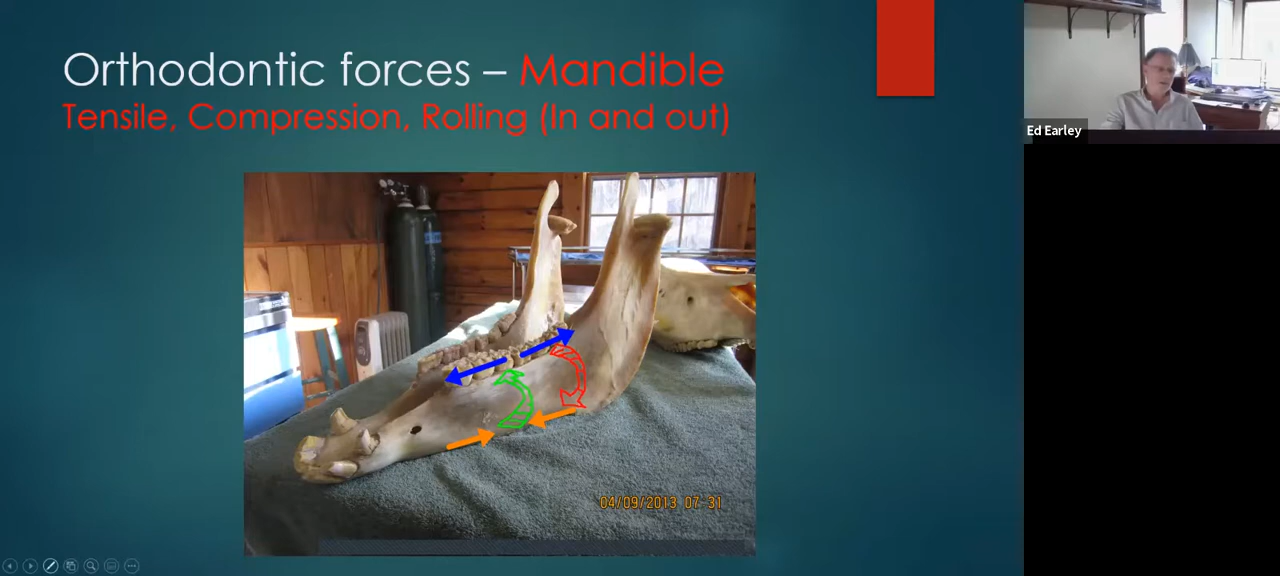 Orthodontic forces – Mandible
Tensile, Compression, Rolling (In and out)
Ed Earley
04/09/2013 07:31